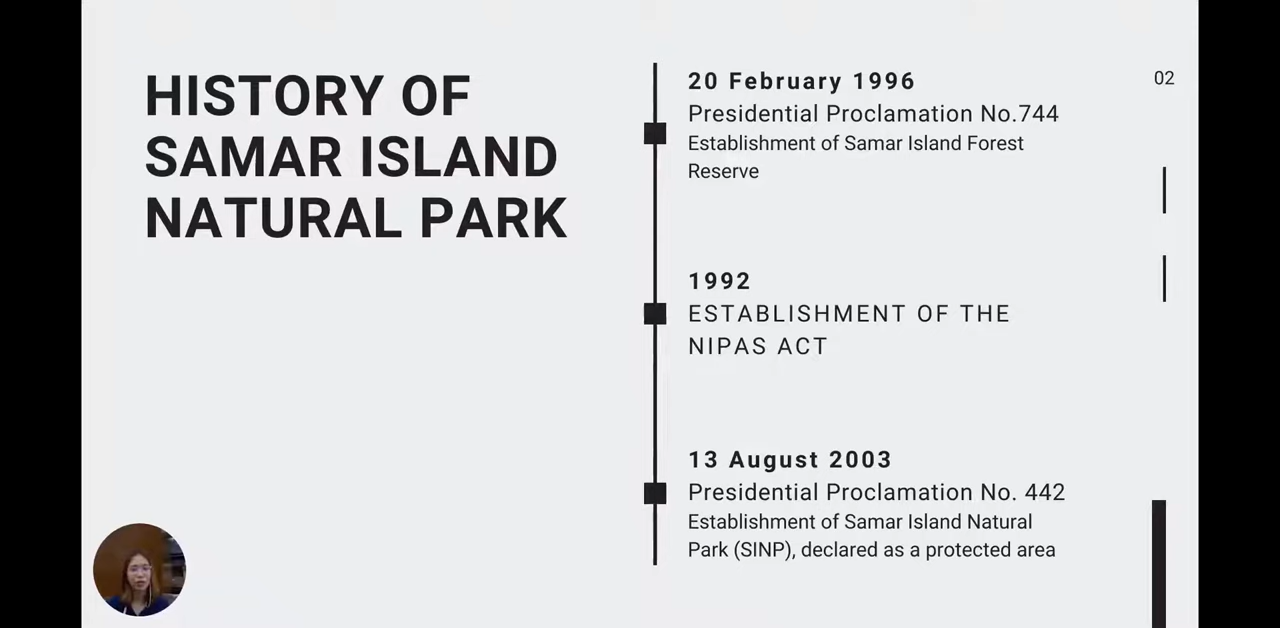 HISTORY OF
SAMAR ISLAND
NATURAL PARK
20 February 1996
Presidential Proclamation No.744
Establishment of Samar Island Forest
Reserve
1992
ESTABLISHMENT OF THE
NIPAS ACT
13 August 2003
Presidential Proclamation No. 442
Establishment of Samar Island Natural
Park (SINP), declared as a protected area
02